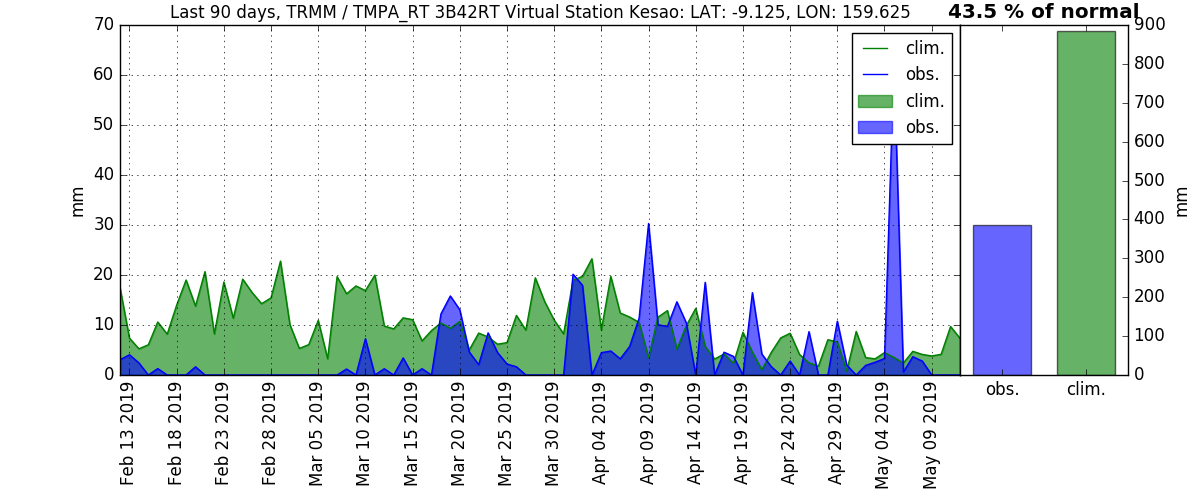 Last 90 days, TRMM / TMPA_RT 3B42RT Virtual Station Kesao: LAT: -9.125, LON: 159.625
43.5 % of normal
70
60
50
40
30
20
10
0
mm
clim.
obs.
clim.
obs.
Feb 13 2019
Feb 18 2019
Feb 23 2019
Feb 28 2019
Mar 05 2019
Mar 10 2019
Mar 15 2019
Mar 20 2019
Mar 25 2019
Mar 30 2019
Apr 04 2019
Apr 09 2019
Apr 14 2019
Apr 19 2019
Apr 24 2019
Apr 29 2019
May 04 2019
May 09 2019
900
800
700
600
500
400
300
200
100
0
mm
obs.
clim.